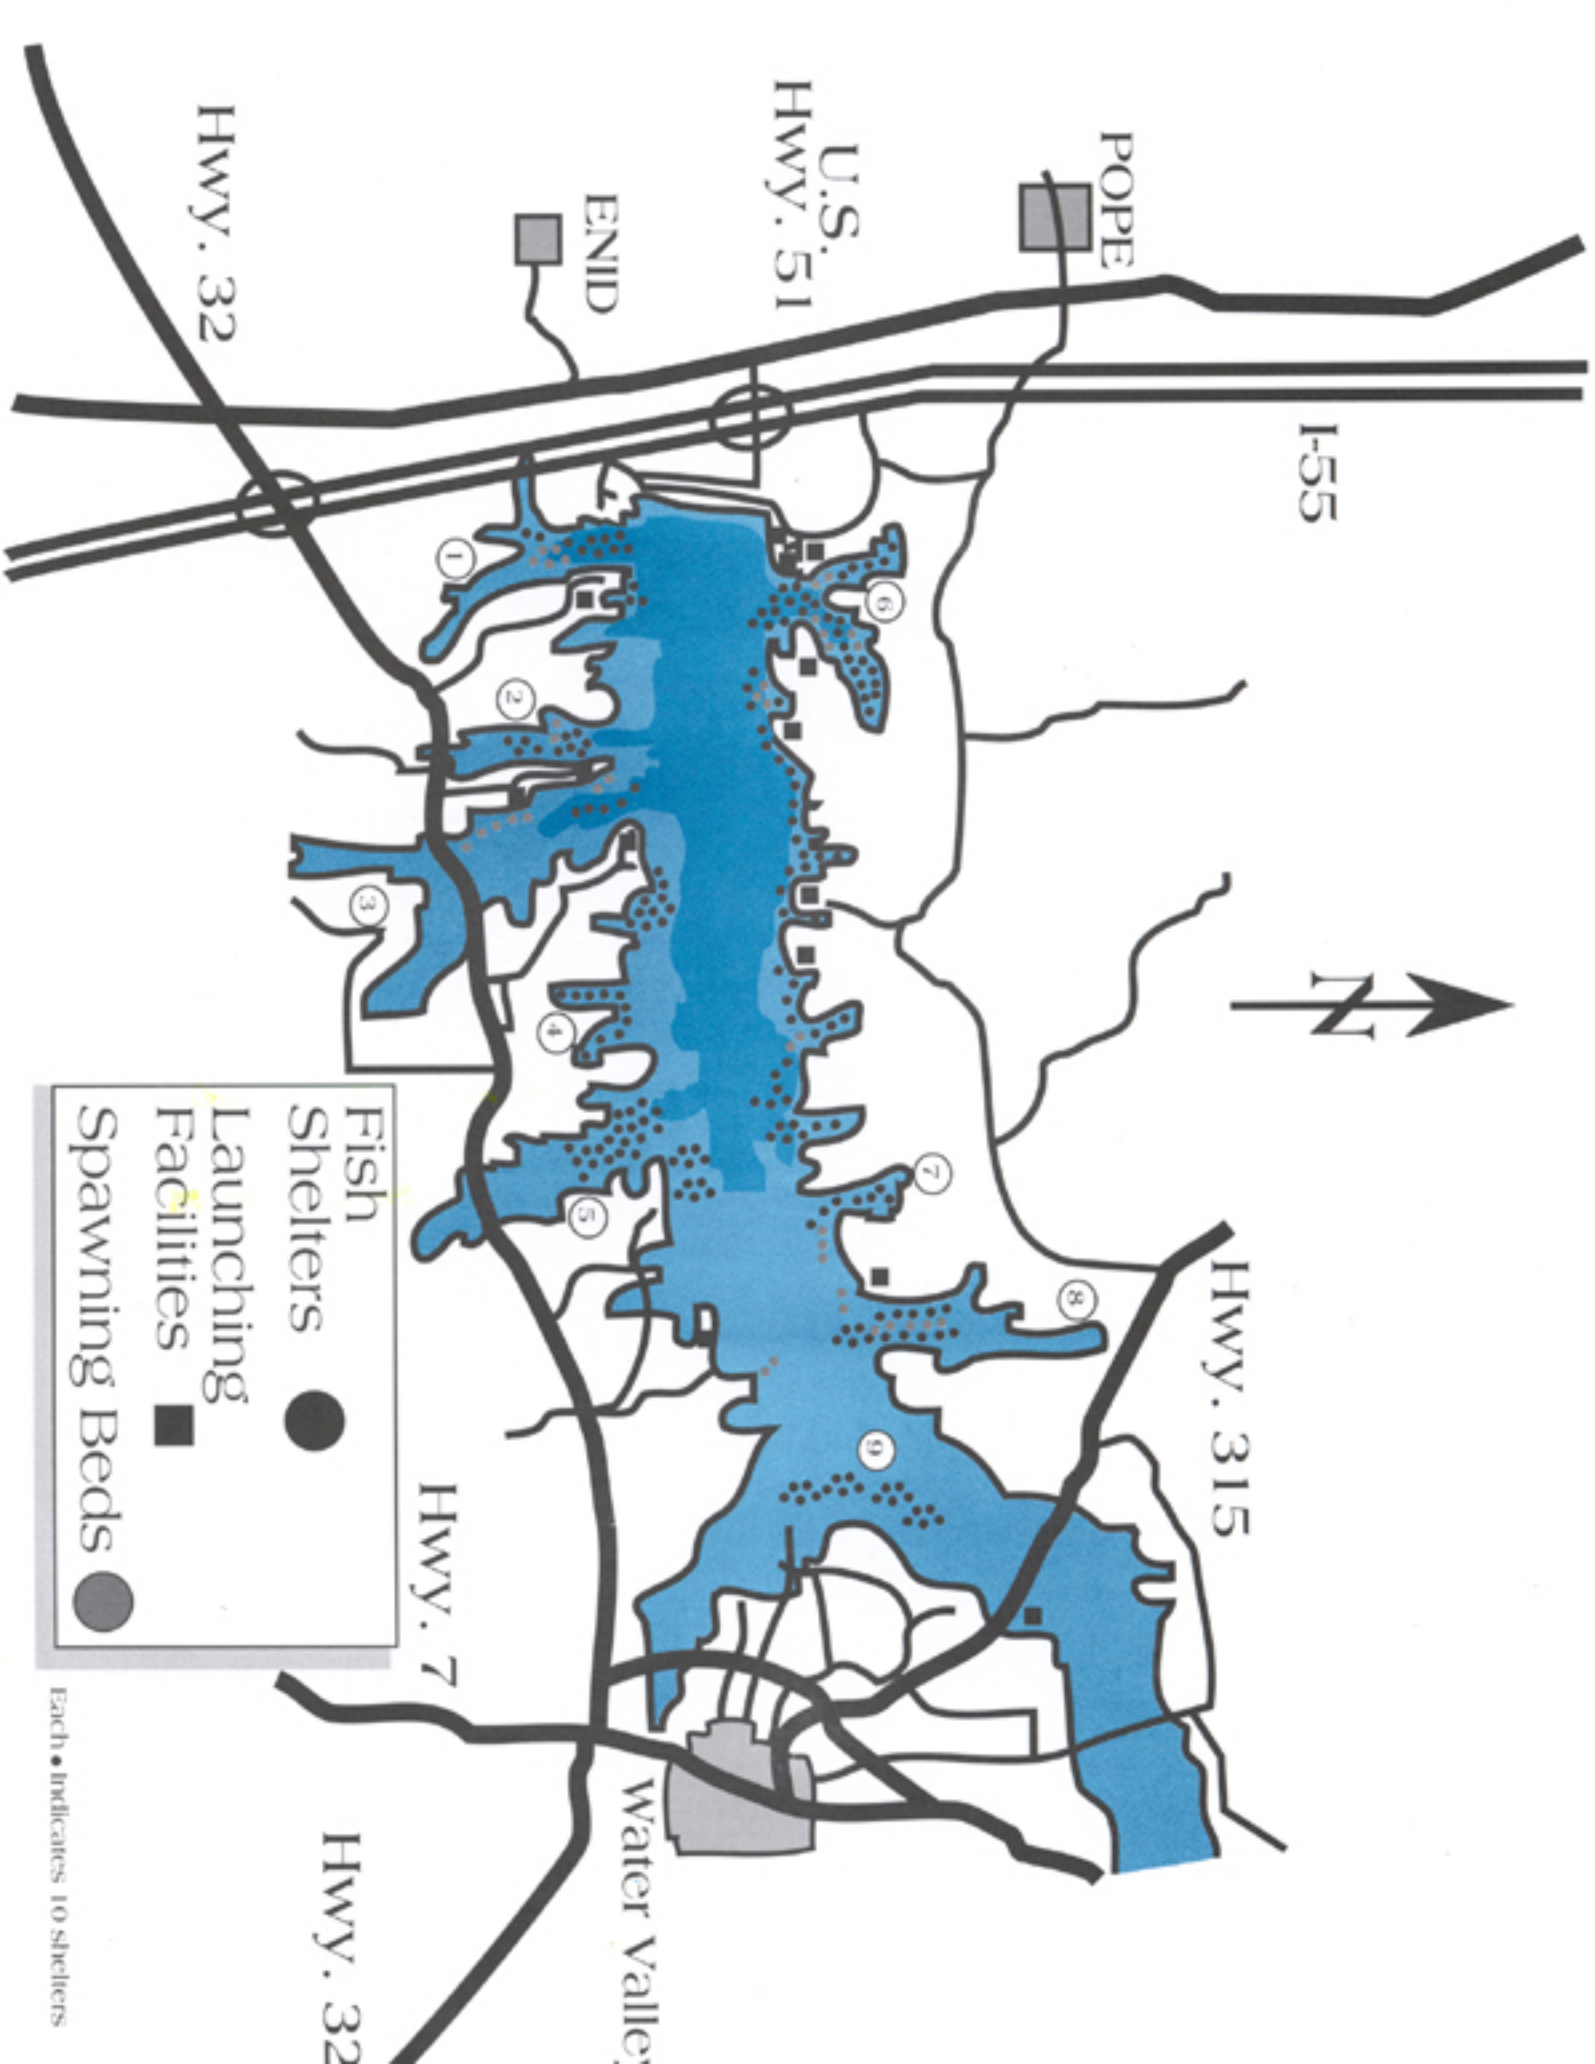 I-55
POPE
U.S.
Hwy. 51
ENID
Hwy. 32
N
Hwy. 315
6
7
8
9
1
2
3
4
5
Hwy. 7
Water Valley
Hwy. 32
Fish
Shelters
Launching
Facilities
Spawning Beds
Each • Indicates 10 shelters